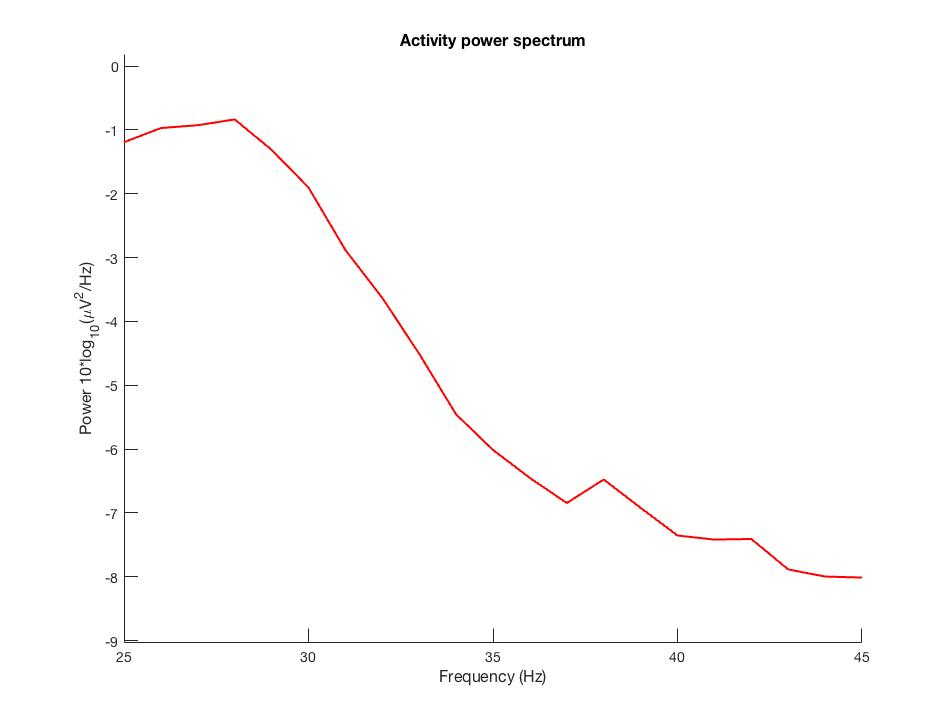 Activity power spectrum
0
-1
-2
-3
-4
-5
-6
-7
-8
-9
Power 10*log₁₀(μV²/Hz)
25 30 35 40 45
Frequency (Hz)